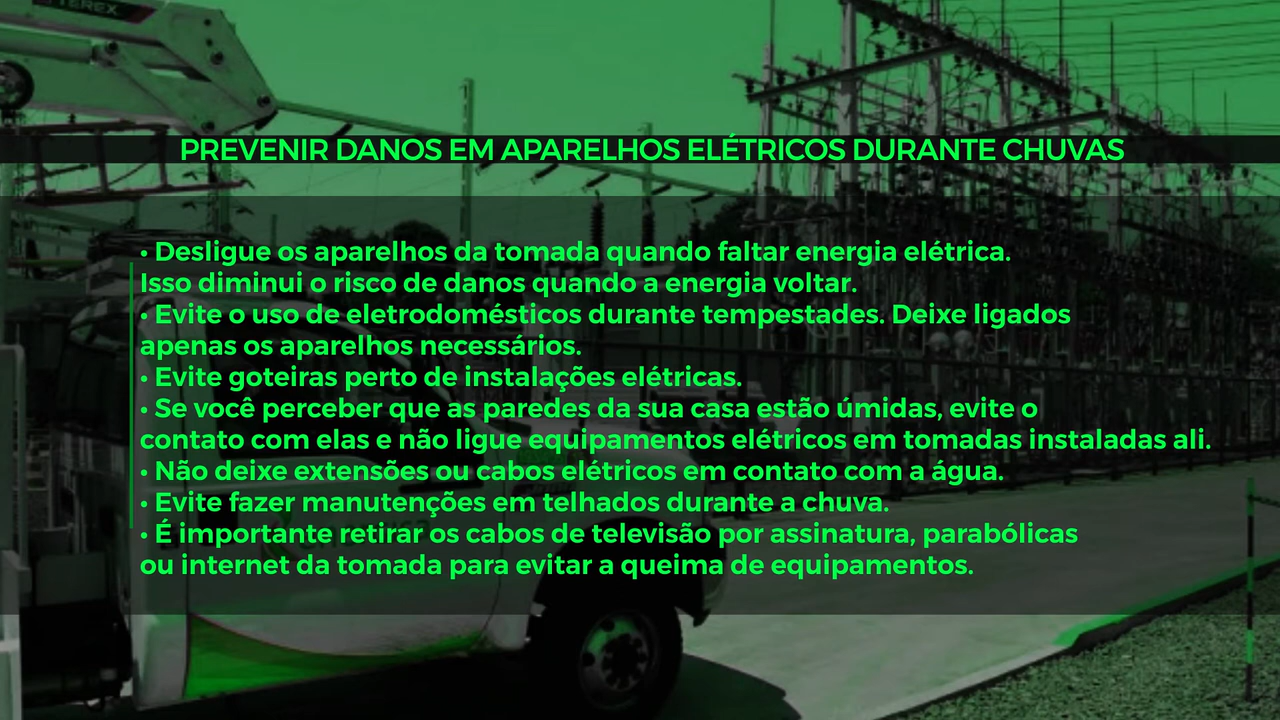 TEREX
PREVENIR DANOS EM APARELHOS ELÉTRICOS DURANTE CHUVAS
• Desligue os aparelhos da tomada quando faltar energia elétrica.
Isso diminui o risco de danos quando a energia voltar.
• Evite o uso de eletrodomésticos durante tempestades. Deixe ligados
apenas os aparelhos necessários.
• Evite goteiras perto de instalações elétricas.
• Se você perceber que as paredes da sua casa estão úmidas, evite o
contato com elas e não ligue equipamentos elétricos em tomadas instaladas ali.
• Não deixe extensões ou cabos elétricos em contato com a água.
• Evite fazer manutenções em telhados durante a chuva.
• É importante retirar os cabos de televisão por assinatura, parabólicas
ou internet da tomada para evitar a queima de equipamentos.